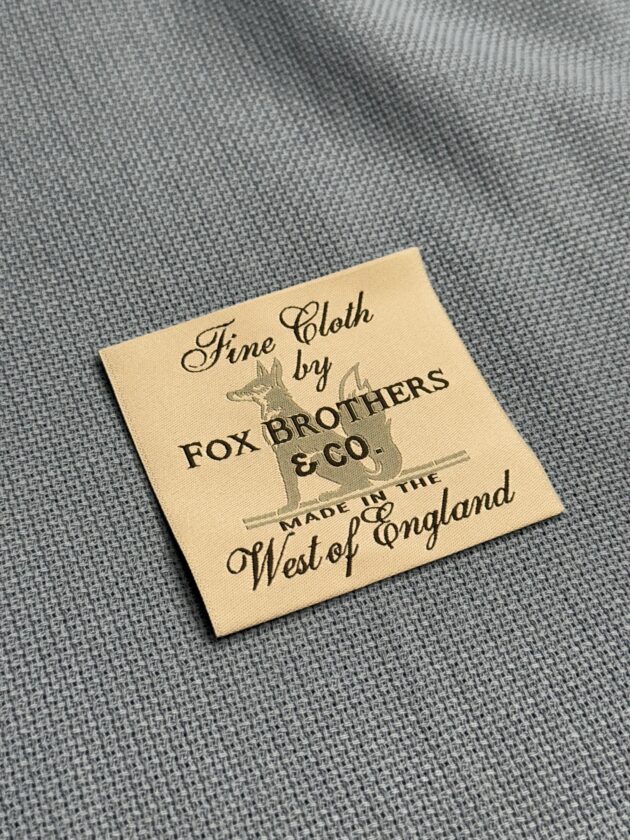 Fine Cloth
by
FOX BROTHERS
& CO.
MADE IN THE
West of England